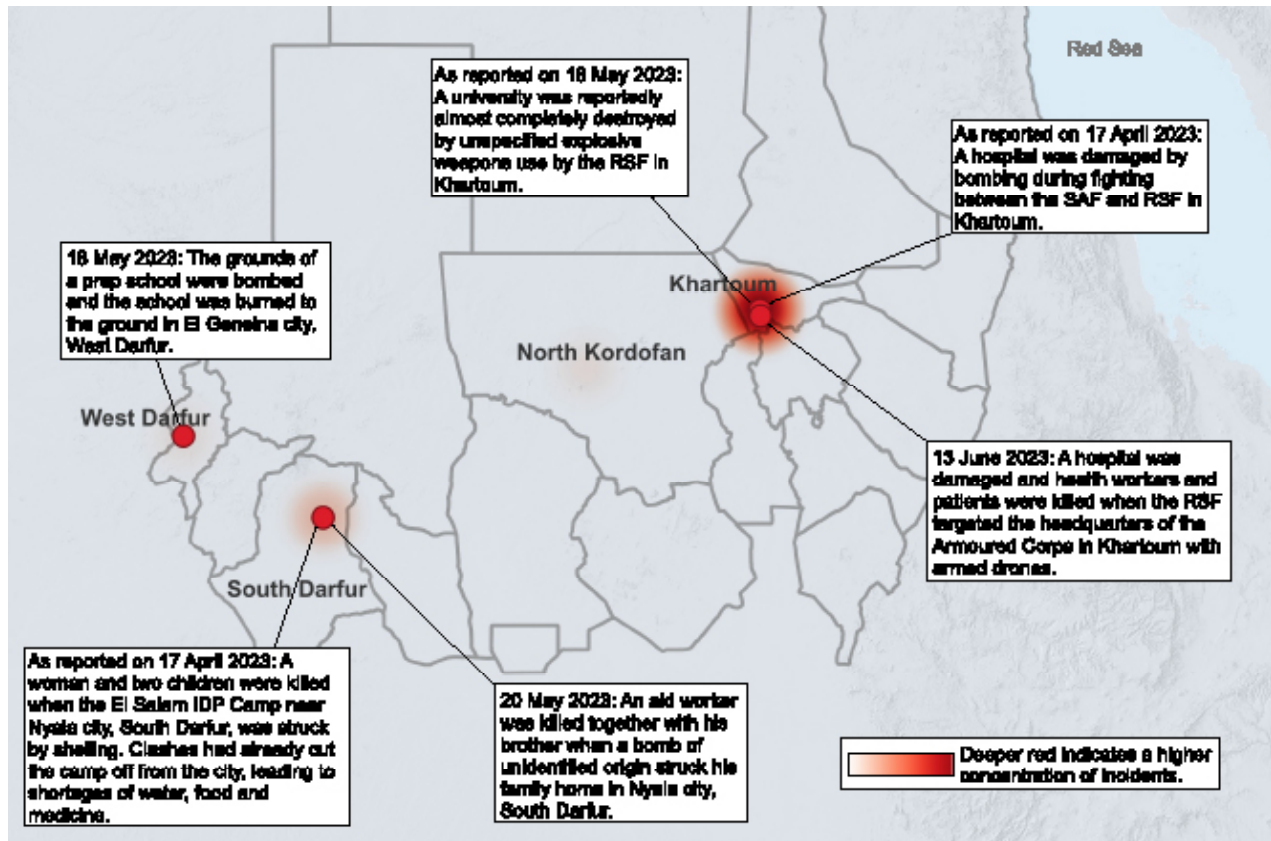 Red Sea
As reported on 18 May 2023:
A university was reportedly
almost completely destroyed
by unspecified explosive
weapons use by the RSF in
Khartoum.
As reported on 17 April 2023:
A hospital was damaged by
bombing during fighting
between the SAF and RSF in
Khartoum.
18 May 2023: The grounds of
a prep school were bombed
and the school was burned to
the ground in El Geneina city,
West Darfur.
Khartoum
North Kordofan
West Darfur
13 June 2023: A hospital was
damaged and health workers and
patients were killed when the RSF
targeted the headquarters of the
Armoured Corps in Khartoum with
armed drones.
South Darfur
As reported on 17 April 2023: A
woman and two children were killed
when the El Salam IDP Camp near
Nyala city, South Darfur, was struck
by shelling. Clashes had already cut
the camp off from the city, leading to
shortages of water, food and
medicine.
20 May 2023: An aid worker
was killed together with his
brother when a bomb of
unidentified origin struck his
family home in Nyala city,
South Darfur.
Deeper red indicates a higher
concentration of incidents.